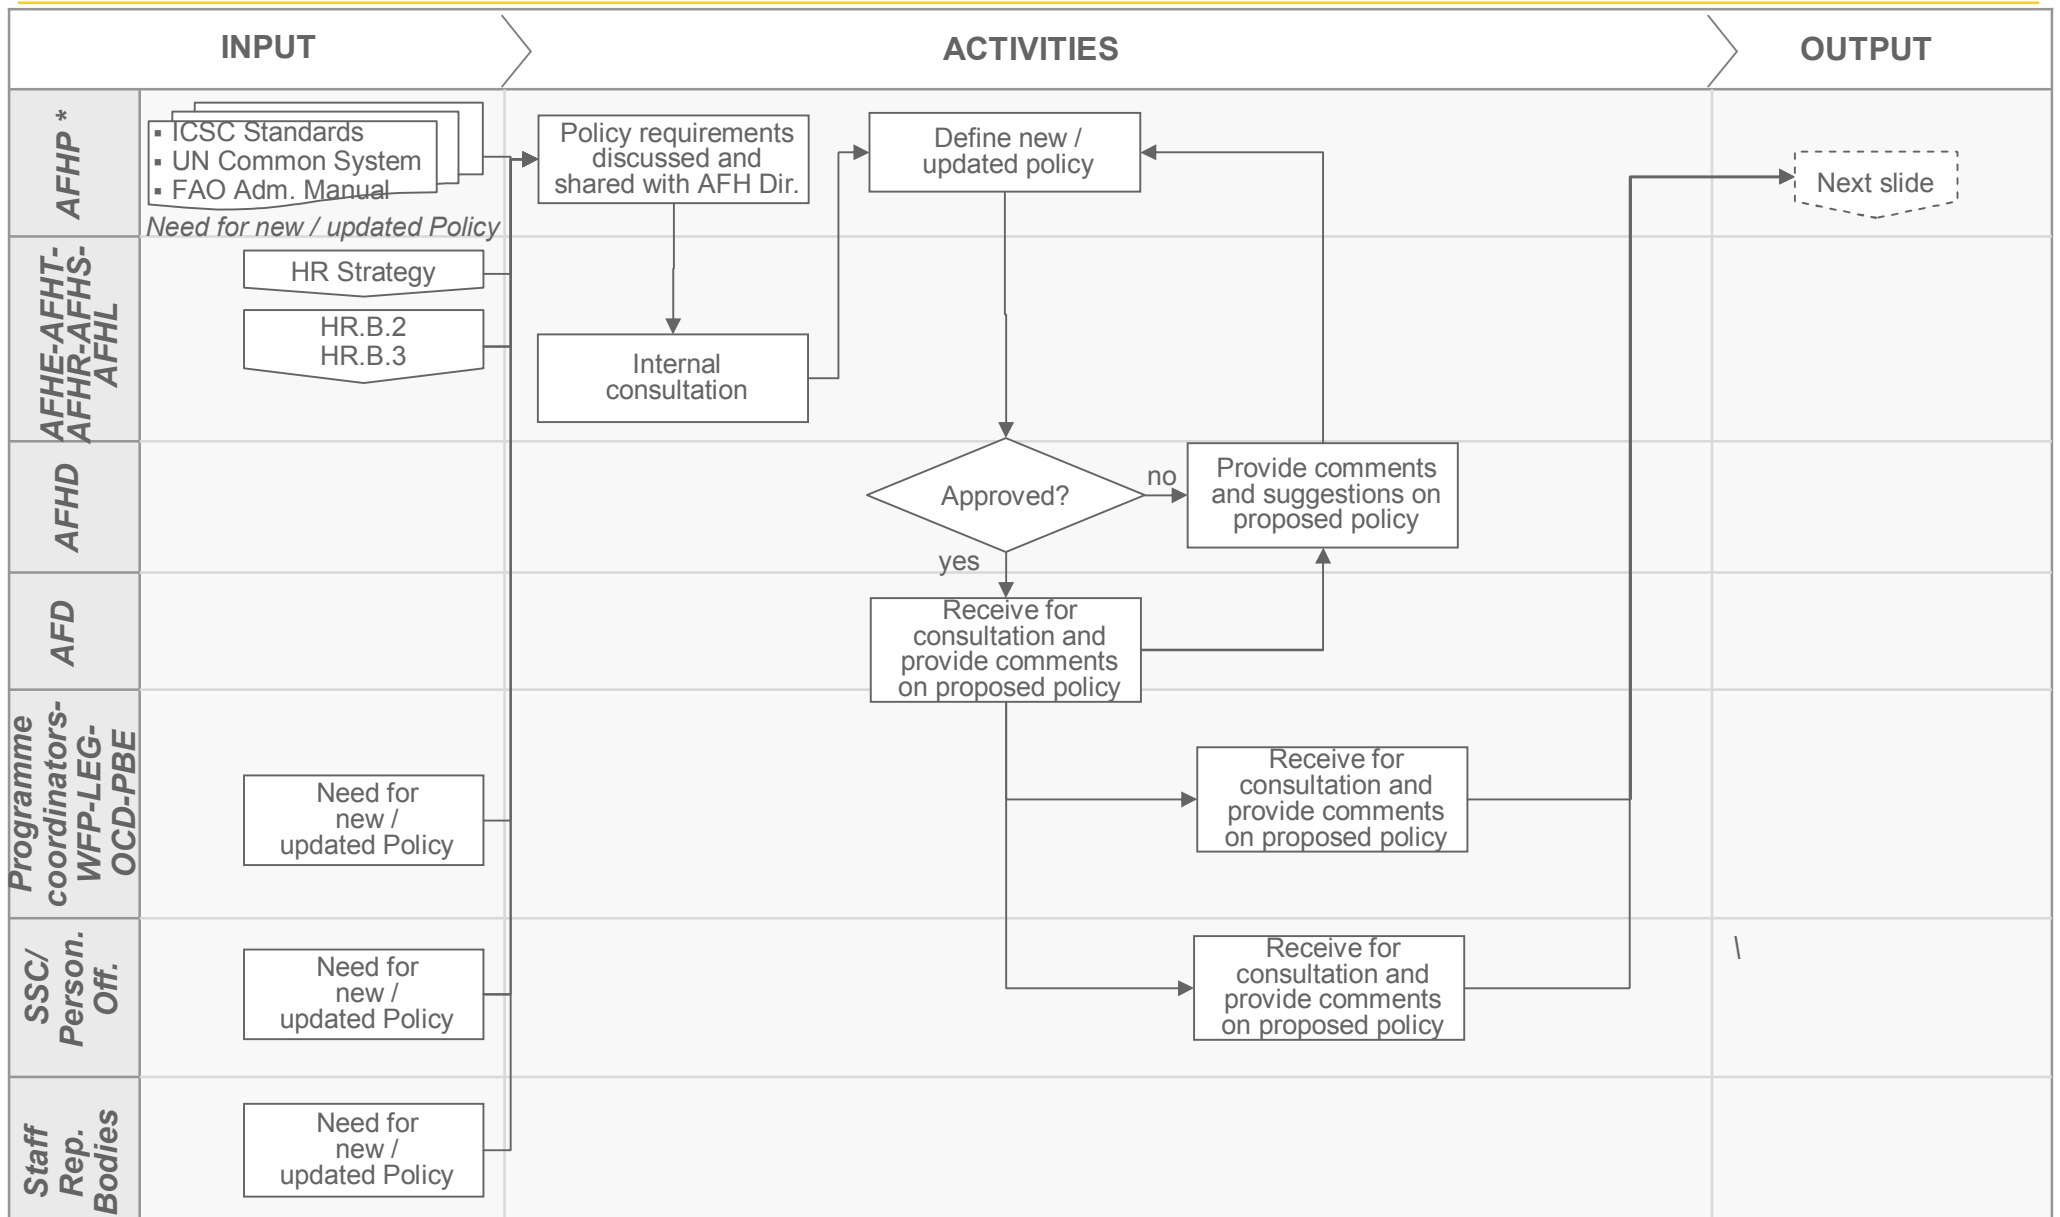 INPUT
ACTIVITIES
OUTPUT
AFHP *
▪ ICSC Standards
▪ UN Common System
▪ FAO Adm. Manual
Need for new / updated Policy
Policy requirements
discussed and
shared with AFH Dir.
Define new /
updated policy
Next slide
AFHE-AFHT-
AFHR-AFHS-
AFHL
HR Strategy
HR.B.2
HR.B.3
Internal
consultation
AFHD
Approved?
no
yes
Provide comments
and suggestions on
proposed policy
AFD
Receive for
consultation and
provide comments
on proposed policy
Programme
coordinators-
WFP-LEG-
OCD-PBE
Need for
new /
updated Policy
Receive for
consultation and
provide comments
on proposed policy
SSC/
Person.
Off.
Need for
new /
updated Policy
Receive for
consultation and
provide comments
on proposed policy
\
Staff
Rep.
Bodies
Need for
new /
updated Policy